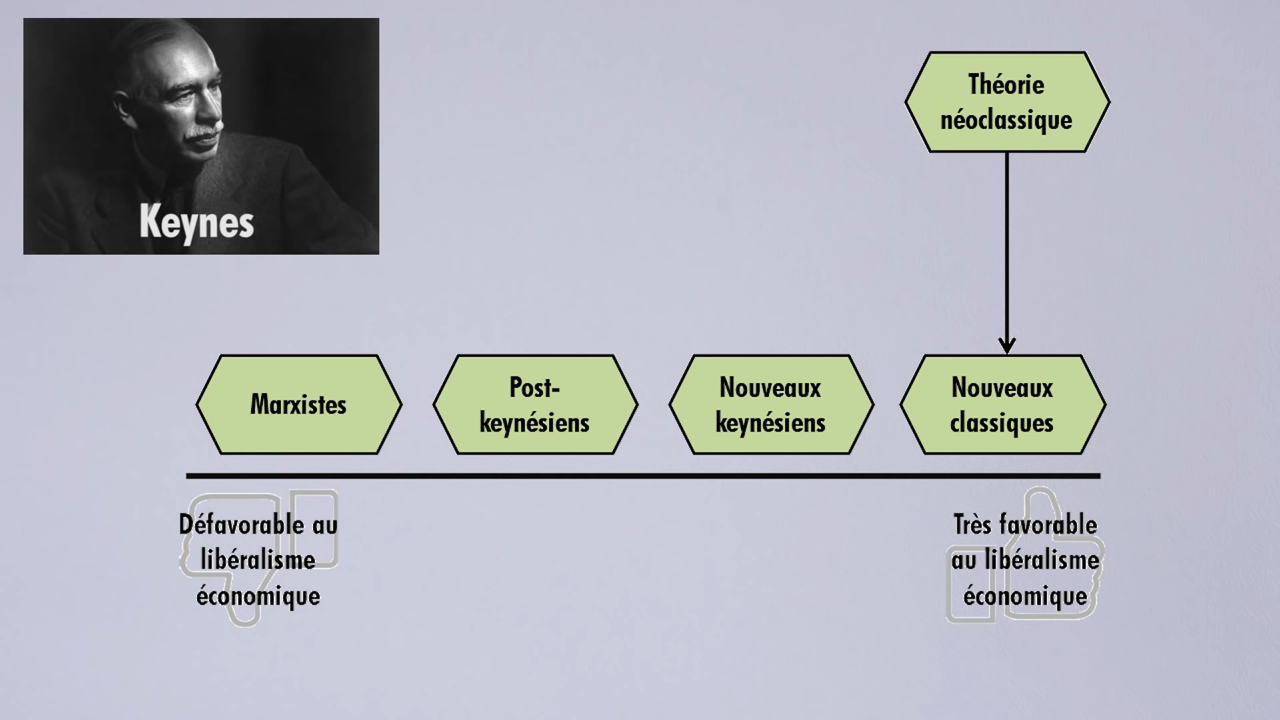 Keynes
Théorie
néoclassique
Marxistes
Post-
keynésiens
Nouveaux
keynésiens
Nouveaux
classiques
Défavorable au
libéralisme
économique
Très favorable
au libéralisme
économique